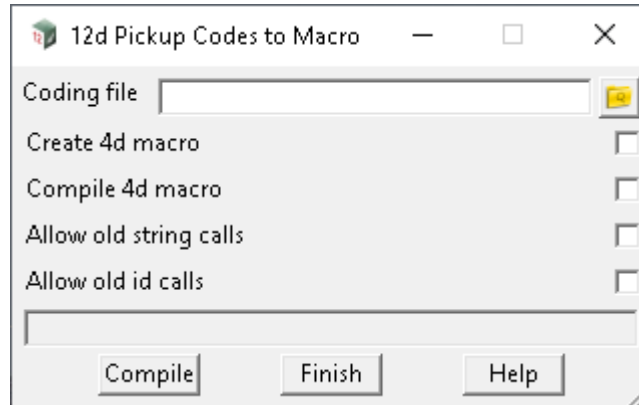 12d Pickup Codes to Macro
Coding file
Create 4d macro
Compile 4d macro
Allow old string calls
Allow old id calls
Compile Finish Help